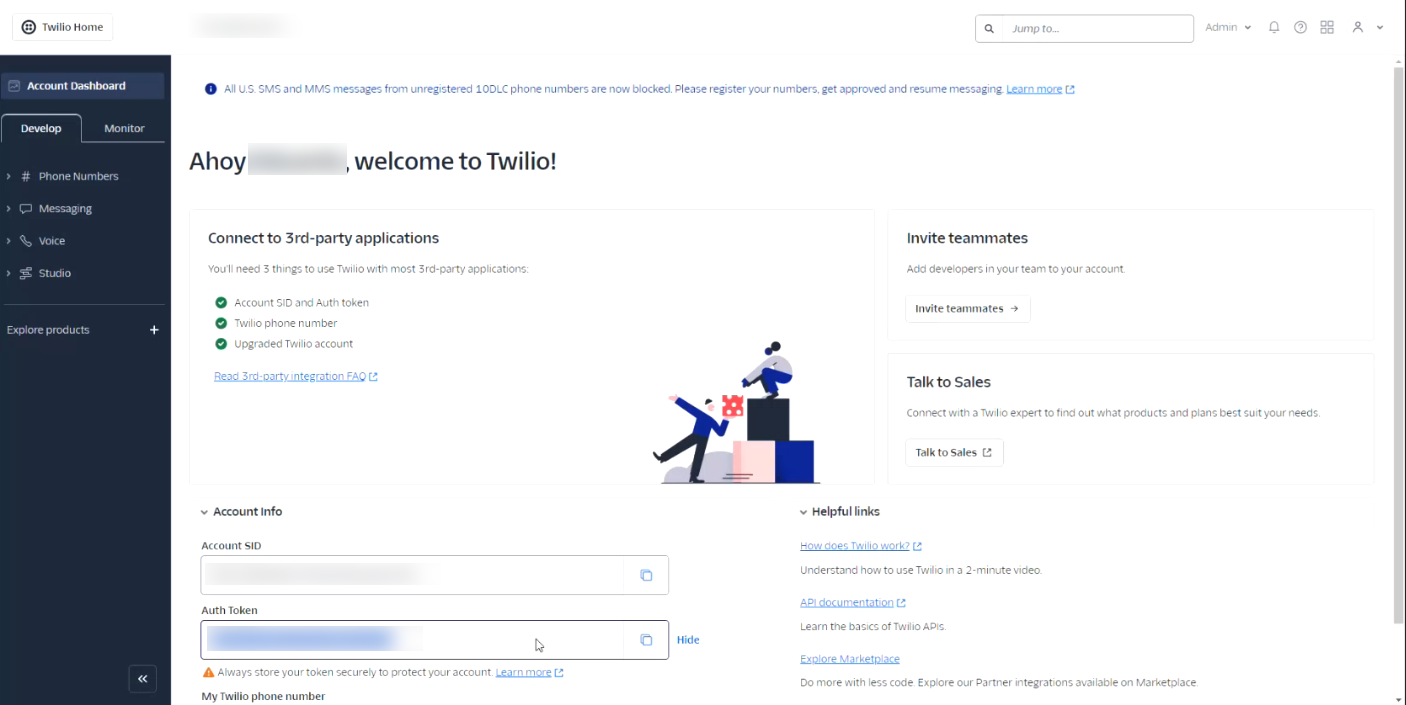 Twilio Home
Jump to...
Admin
Account Dashboard
Develop
Monitor
# Phone Numbers
Messaging
Voice
Studio
Explore products +
All U.S. SMS and MMS messages from unregistered 10DLC phone numbers are now blocked. Please register your numbers, get approved and resume messaging. Learn more
Ahoy , welcome to Twilio!
Connect to 3rd-party applications
You'll need 3 things to use Twilio with most 3rd-party applications:
Account SID and Auth token
Twilio phone number
Upgraded Twilio account
Read 3rd-party integration FAQ
Invite teammates
Add developers in your team to your account.
Invite teammates →
Talk to Sales
Connect with a Twilio expert to find out what products and plans best suit your needs.
Talk to Sales
Account Info
Account SID
Auth Token
Hide
Always store your token securely to protect your account. Learn more
My Twilio phone number
Helpful links
How does Twilio work?
Understand how to use Twilio in a 2-minute video.
API documentation
Learn the basics of Twilio APIs.
Explore Marketplace
Do more with less code. Explore our Partner integrations available on Marketplace.